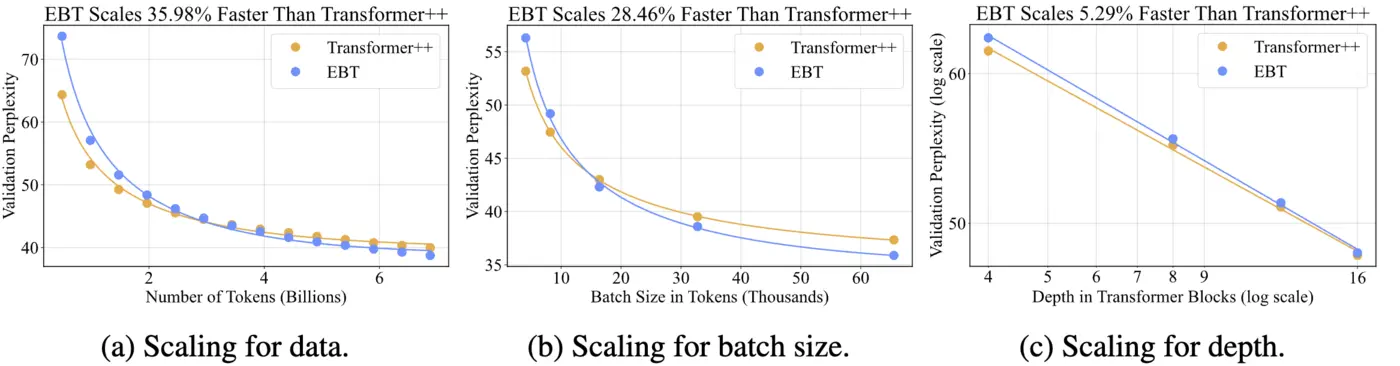 EBT Scales 35.98% Faster Than Transformer++
Validation Perplexity
70
60
50
40
Transformer++
EBT
2
4
6
Number of Tokens (Billions)
(a) Scaling for data.
EBT Scales 28.46% Faster Than Transformer++
Validation Perplexity
55
50
45
40
35
Transformer++
EBT
10
20
30
40
50
60
Batch Size in Tokens (Thousands)
(b) Scaling for batch size.
EBT Scales 5.29% Faster Than Transformer++
Validation Perplexity (log scale)
60
50
Transformer++
EBT
4
5
6
7
8
9
16
Depth in Transformer Blocks (log scale)
(c) Scaling for depth.